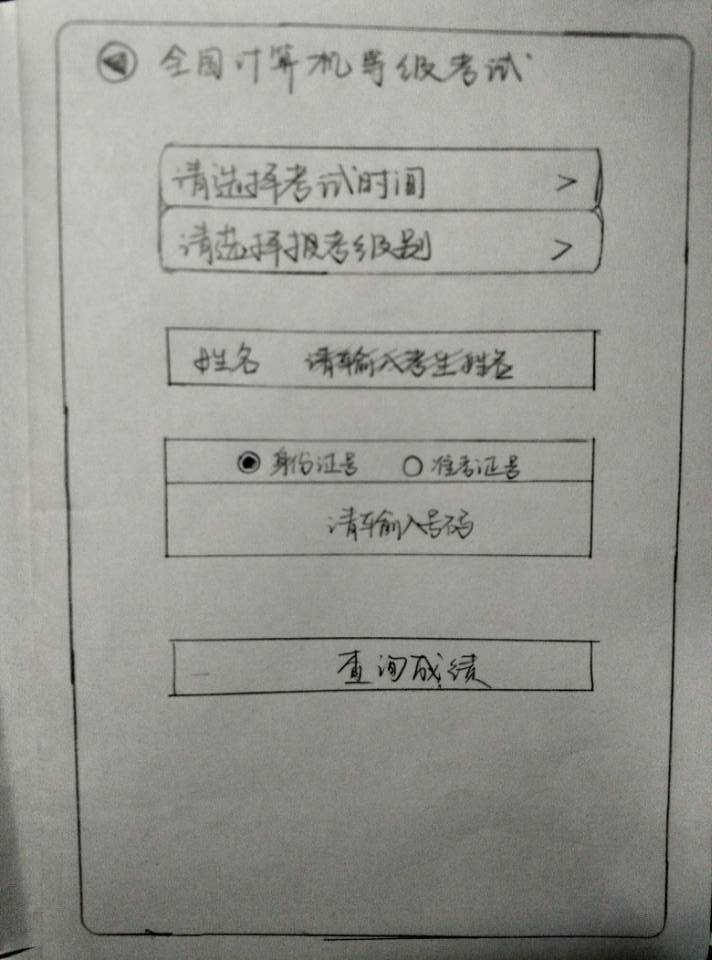 全国计算机等级考试
请选择考试时间 >
请选择报考级别 >
姓名 请输入考生姓名
身份证号 准考证号
请输入号码
查询成绩